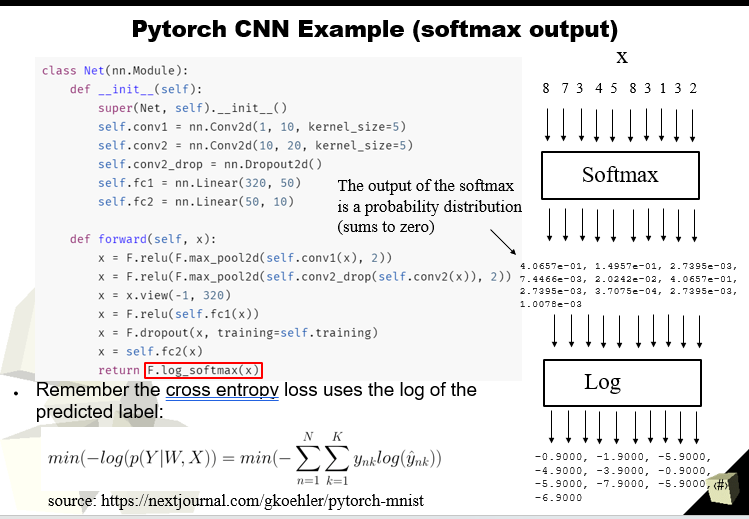 Pytorch CNN Example (softmax output)
class Net(nn.Module):
def __init__(self):
super(Net, self).__init__()
self.conv1 = nn.Conv2d(1, 10, kernel_size=5)
self.conv2 = nn.Conv2d(10, 20, kernel_size=5)
self.conv2_drop = nn.Dropout2d()
self.fc1 = nn.Linear(320, 50)
self.fc2 = nn.Linear(50, 10)
def forward(self, x):
x = F.relu(F.max_pool2d(self.conv1(x), 2))
x = F.relu(F.max_pool2d(self.conv2_drop(self.conv2(x)), 2))
x = x.view(-1, 320)
x = F.relu(self.fc1(x))
x = F.dropout(x, training=self.training)
x = self.fc2(x)
return F.log_softmax(x)
The output of the softmax
is a probability distribution
(sums to zero)
x
8 7 3 4 5 8 3 1 3 2
Softmax
4.0657e-01, 1.4957e-01, 2.7395e-03,
7.4466e-03, 2.0242e-02, 4.0657e-01,
2.7395e-03, 3.7075e-04, 2.7395e-03,
1.0078e-03
Log
-0.9000, -1.9000, -5.9000,
-4.9000, -3.9000, -0.9000,
-5.9000, -7.9000, -5.9000,
-6.9000
• Remember the cross entropy loss uses the log of the
predicted label:
min(−log(p(Y|W, X)) = min(− ∑_{n=1}^{N} ∑_{k=1}^{K} y_{nk}log(ŷ_{nk}))
source: https://nextjournal.com/gkoehler/pytorch-mnist
‹#›